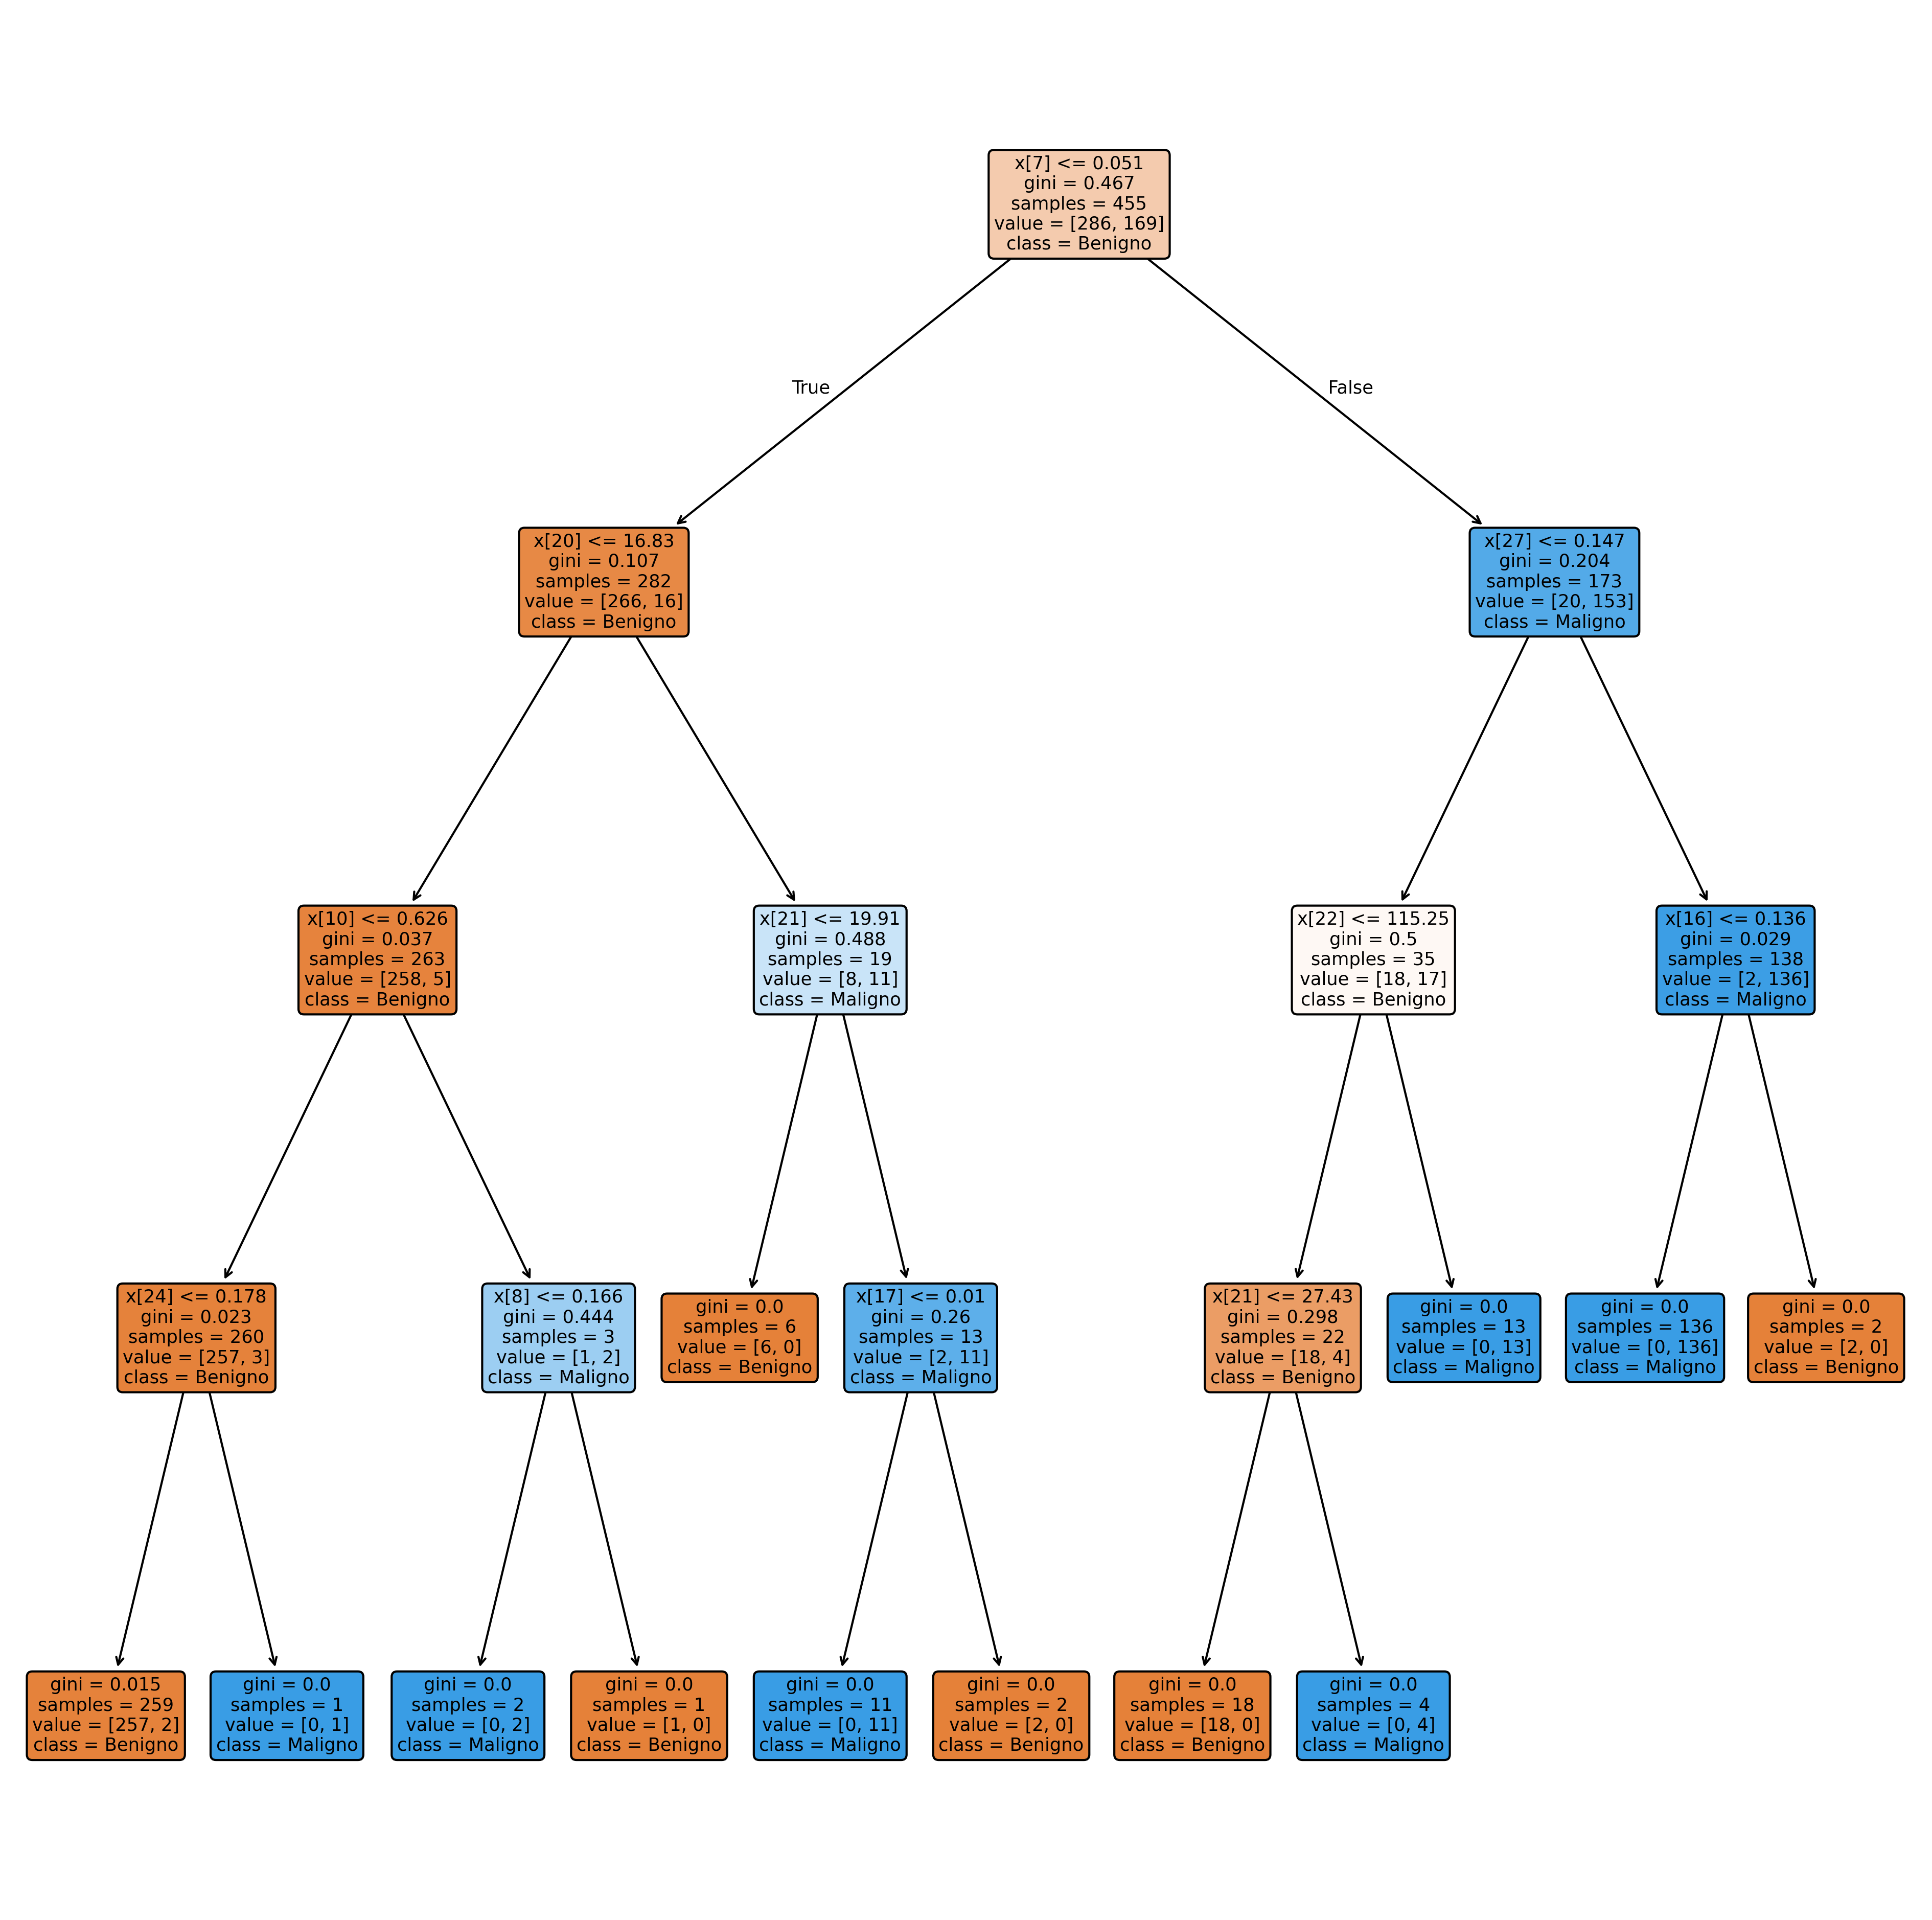 x[7] <= 0.051
gini = 0.467
samples = 455
value = [286, 169]
class = Benigno
True
False
x[20] <= 16.83
gini = 0.107
samples = 282
value = [266, 16]
class = Benigno
x[27] <= 0.147
gini = 0.204
samples = 173
value = [20, 153]
class = Maligno
x[10] <= 0.626
gini = 0.037
samples = 263
value = [258, 5]
class = Benigno
x[21] <= 19.91
gini = 0.488
samples = 19
value = [8, 11]
class = Maligno
x[22] <= 115.25
gini = 0.5
samples = 35
value = [18, 17]
class = Benigno
x[16] <= 0.136
gini = 0.029
samples = 138
value = [2, 136]
class = Maligno
x[24] <= 0.178
gini = 0.023
samples = 260
value = [257, 3]
class = Benigno
x[8] <= 0.166
gini = 0.444
samples = 3
value = [1, 2]
class = Maligno
gini = 0.0
samples = 6
value = [6, 0]
class = Benigno
x[17] <= 0.01
gini = 0.26
samples = 13
value = [2, 11]
class = Maligno
x[21] <= 27.43
gini = 0.298
samples = 22
value = [18, 4]
class = Benigno
gini = 0.0
samples = 13
value = [0, 13]
class = Maligno
gini = 0.0
samples = 136
value = [0, 136]
class = Maligno
gini = 0.0
samples = 2
value = [2, 0]
class = Benigno
gini = 0.015
samples = 259
value = [257, 2]
class = Benigno
gini = 0.0
samples = 1
value = [0, 1]
class = Maligno
gini = 0.0
samples = 2
value = [0, 2]
class = Maligno
gini = 0.0
samples = 1
value = [1, 0]
class = Benigno
gini = 0.0
samples = 11
value = [0, 11]
class = Maligno
gini = 0.0
samples = 2
value = [2, 0]
class = Benigno
gini = 0.0
samples = 18
value = [18, 0]
class = Benigno
gini = 0.0
samples = 4
value = [0, 4]
class = Maligno